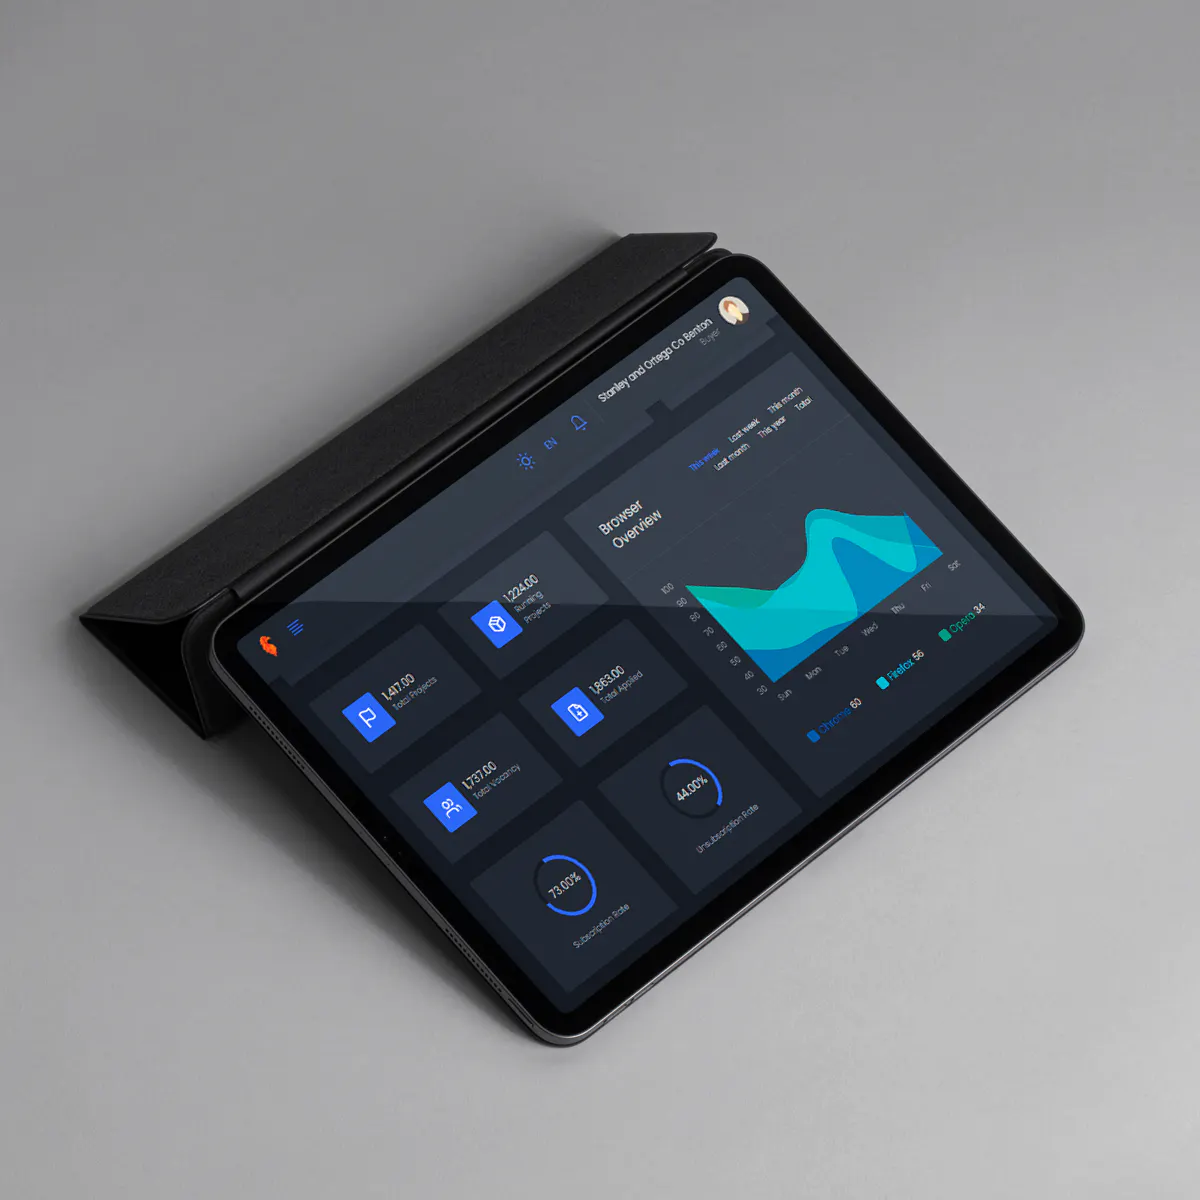 Stanley and Ortega Co Benton
Buyer
EN
Browser
Overview
This week
Last week
This month
Last month
This year
Total
100
90
80
70
60
50
40
30
Sun
Mon
Tue
Wed
Thu
Fri
Sat
Chrome 60
Firefox 56
Opera 34
1,417.00
Total Projects
1,224.00
Running
Projects
1,737.00
Total Vacancy
1,863.00
Total Applied
73.00%
Subscription Rate
44.00%
Unsubscription Rate